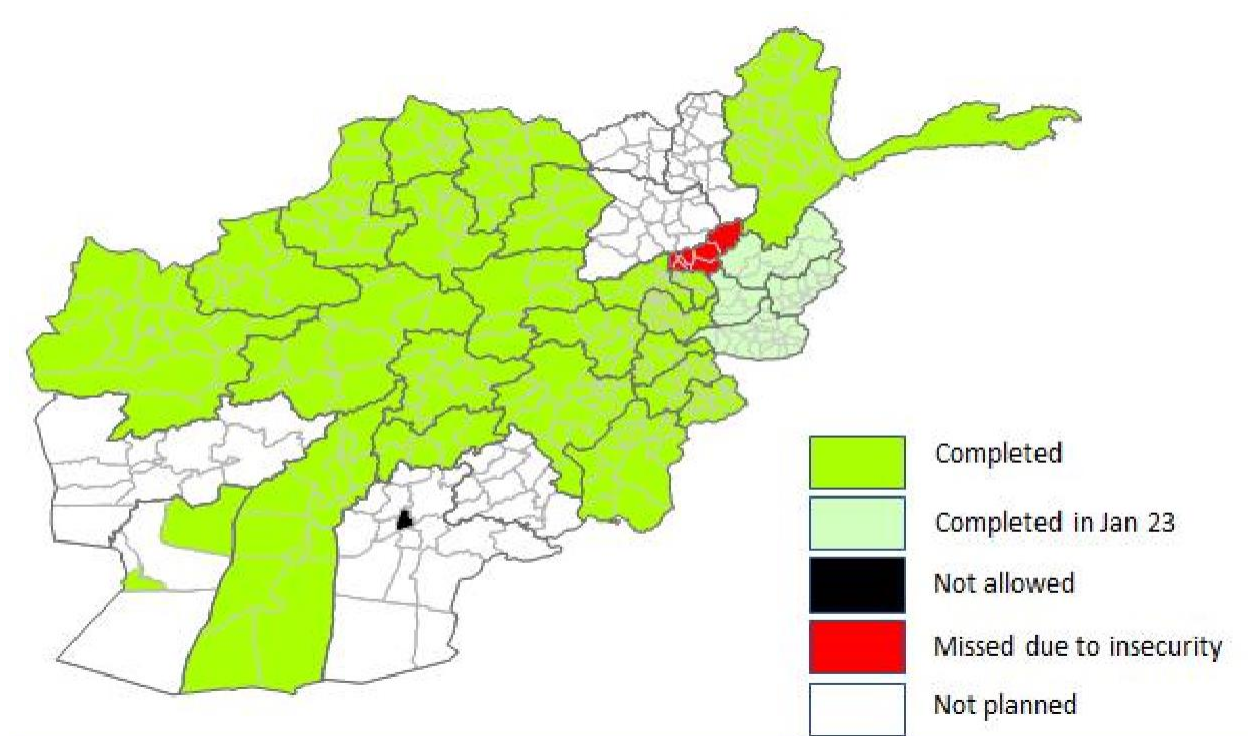 Completed
Completed in Jan 23
Not allowed
Missed due to insecurity
Not planned